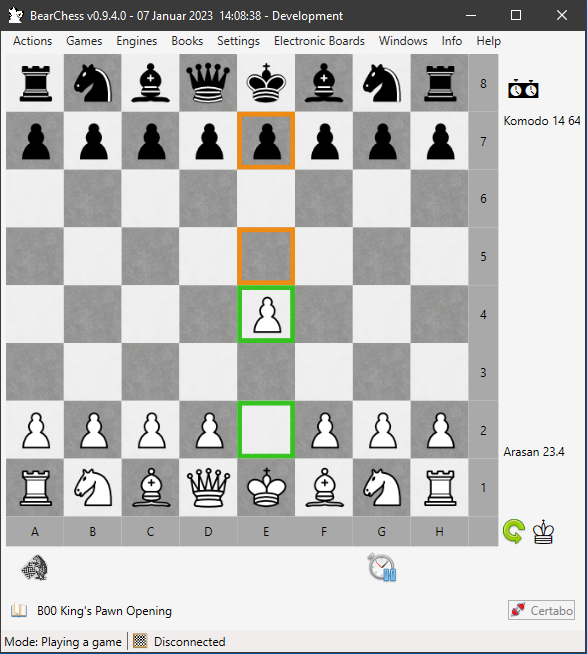 BearChess v0.9.4.0 - 07 Januar 2023 14:08:38 - Development
Actions Games Engines Books Settings Electronic Boards Windows Info Help
8
Komodo 14 64
7
6
5
4
3
2
Arasan 23.4
1
A B C D E F G H
B00 King's Pawn Opening
Certabo
Mode: Playing a game Disconnected